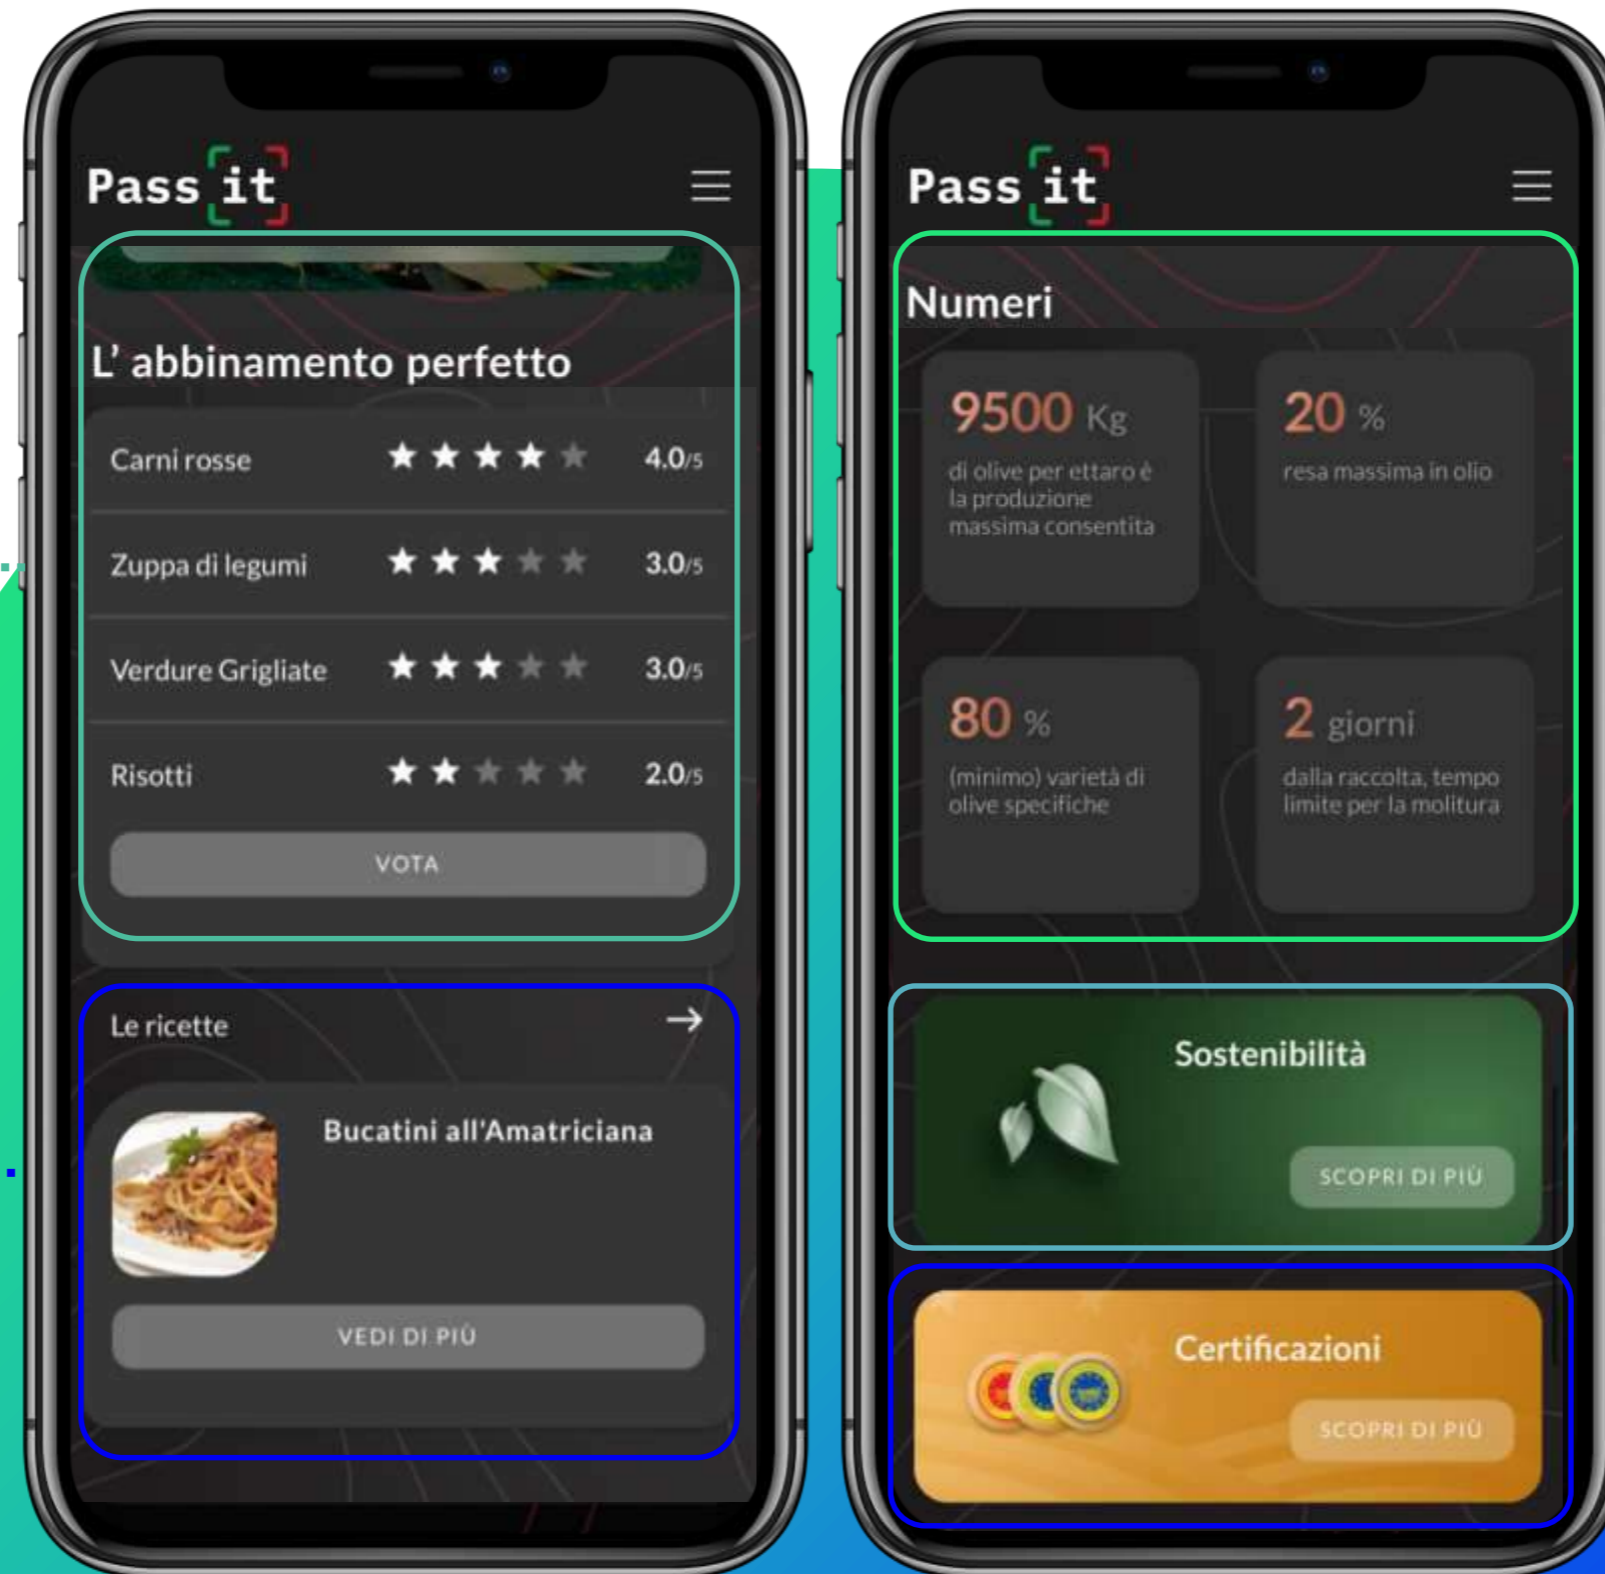 Pass it
L' abbinamento perfetto
Carni rosse 4.0/5
Zuppa di legumi 3.0/5
Verdure Grigliate 3.0/5
Risotti 2.0/5
VOTA
Le ricette
Bucatini all'Amatriciana
VEDI DI PIÙ
Pass it
Numeri
9500 Kg
di olive per ettaro è
la produzione
massima consentita
20 %
resa massima in olio
80 %
(minimo) varietà di
olive specifiche
2 giorni
dalla raccolta, tempo
limite per la molitura
Sostenibilità
SCOPRI DI PIÙ
Certificazioni
SCOPRI DI PIÙ